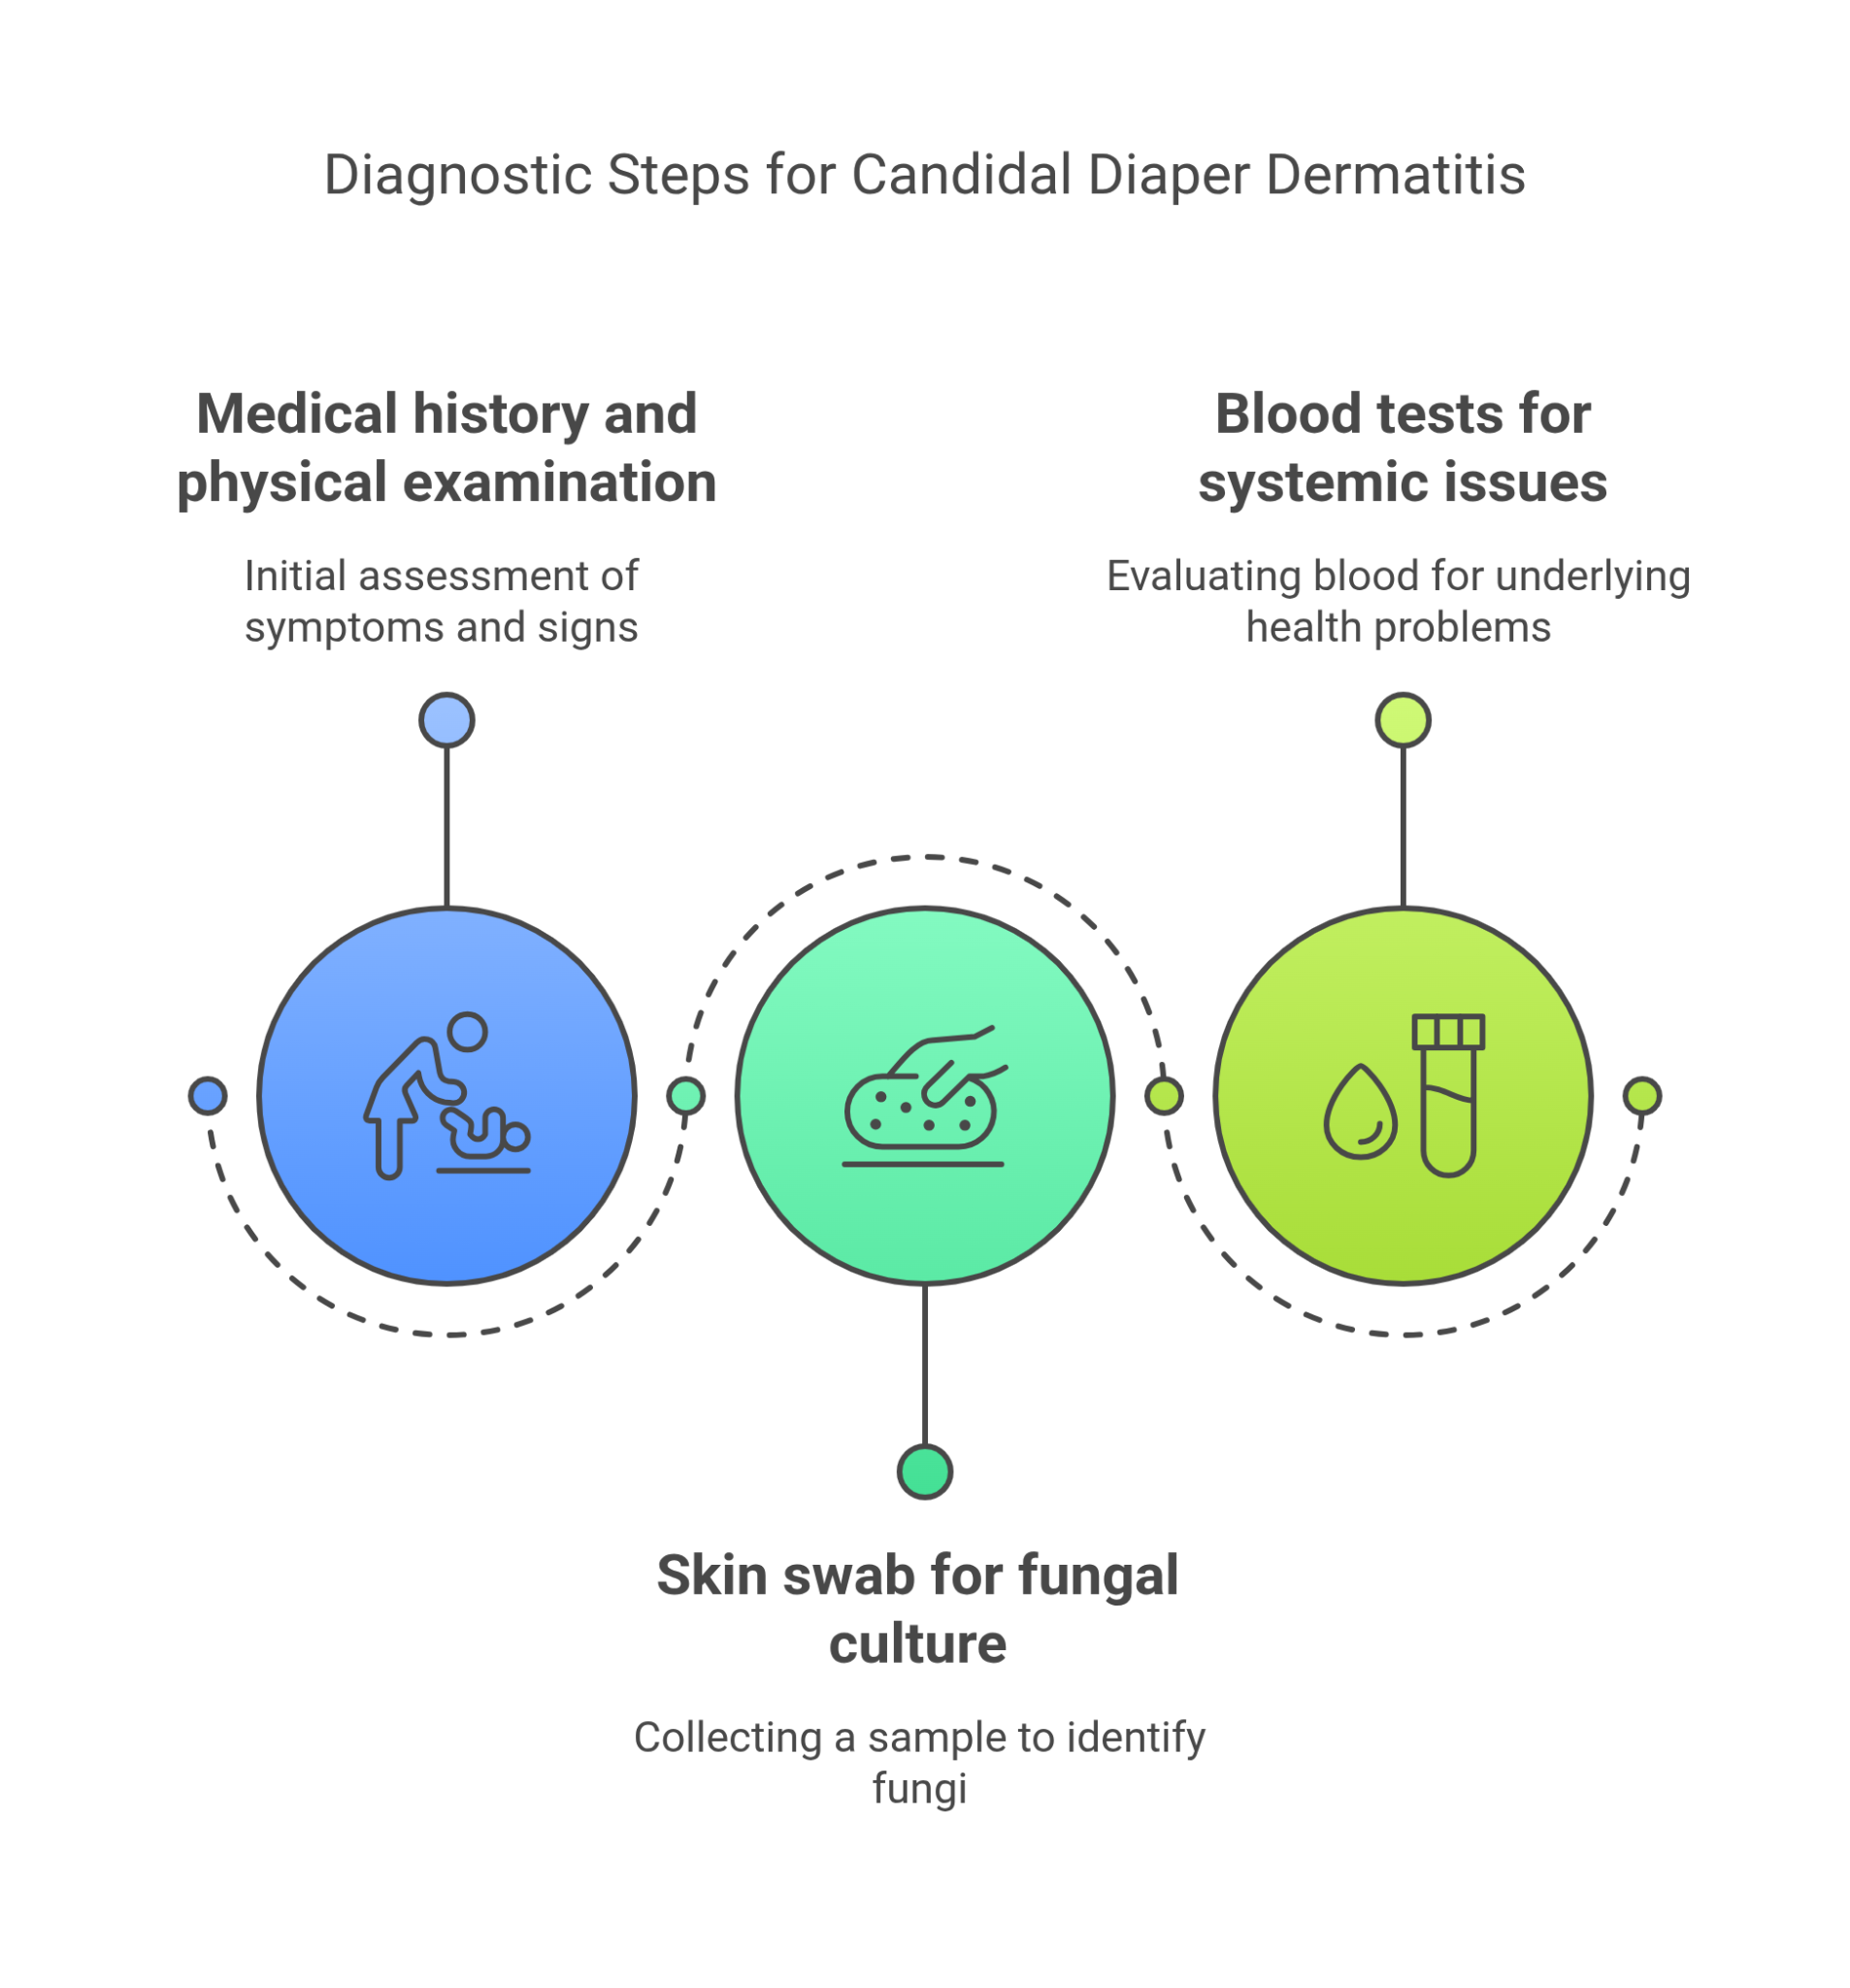 Diagnostic Steps for Candidal Diaper Dermatitis
Medical history and
physical examination
Initial assessment of
symptoms and signs
Blood tests for
systemic issues
Evaluating blood for underlying
health problems
Skin swab for fungal
culture
Collecting a sample to identify
fungi